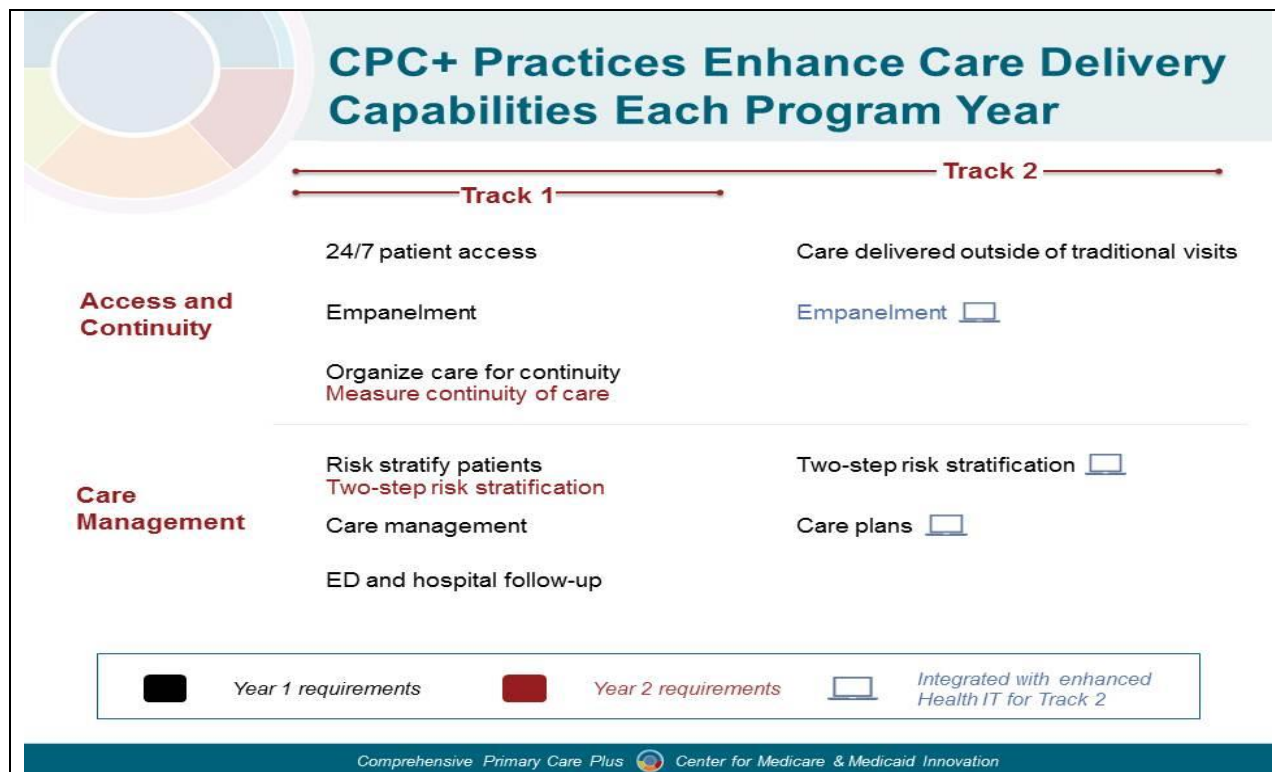 CPC+ Practices Enhance Care Delivery
Capabilities Each Program Year
Track 2
Track 1
Access and
Continuity
24/7 patient access
Care delivered outside of traditional visits
Empanelment
Empanelment
Organize care for continuity
Measure continuity of care
Care
Management
Risk stratify patients
Two-step risk stratification
Two-step risk stratification
Care management
Care plans
ED and hospital follow-up
Year 1 requirements
Year 2 requirements
Integrated with enhanced
Health IT for Track 2
Comprehensive Primary Care Plus
Center for Medicare & Medicaid Innovation